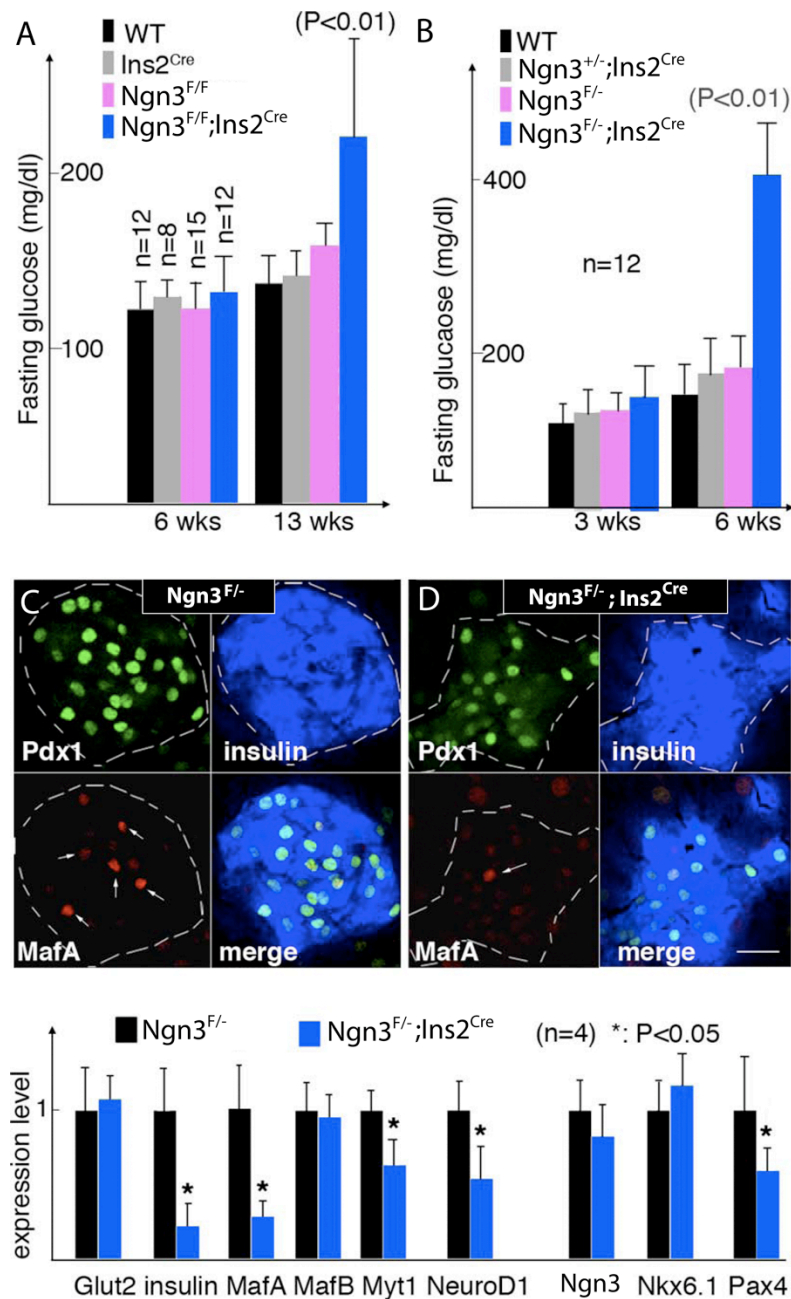 A
WT
Ins2Cre
Ngn3F/F
Ngn3F/F;Ins2Cre
(P<0.01)
Fasting glucose (mg/dl)
200
100
n=12
n=8
n=15
n=12
6 wks
13 wks
B
WT
Ngn3+/-;Ins2Cre
Ngn3F/-
Ngn3F/-;Ins2Cre
(P<0.01)
Fasting glucaose (mg/dl)
400
200
n=12
3 wks
6 wks
C
Ngn3F/-
Pdx1
insulin
MafA
merge
D
Ngn3F/-; Ins2Cre
Pdx1
insulin
MafA
merge
Ngn3F/-
Ngn3F/-;Ins2Cre
(n=4) *: P<0.05
expression level
1
* * * * *
Glut2 insulin MafA MafB Myt1 NeuroD1 Ngn3 Nkx6.1 Pax4